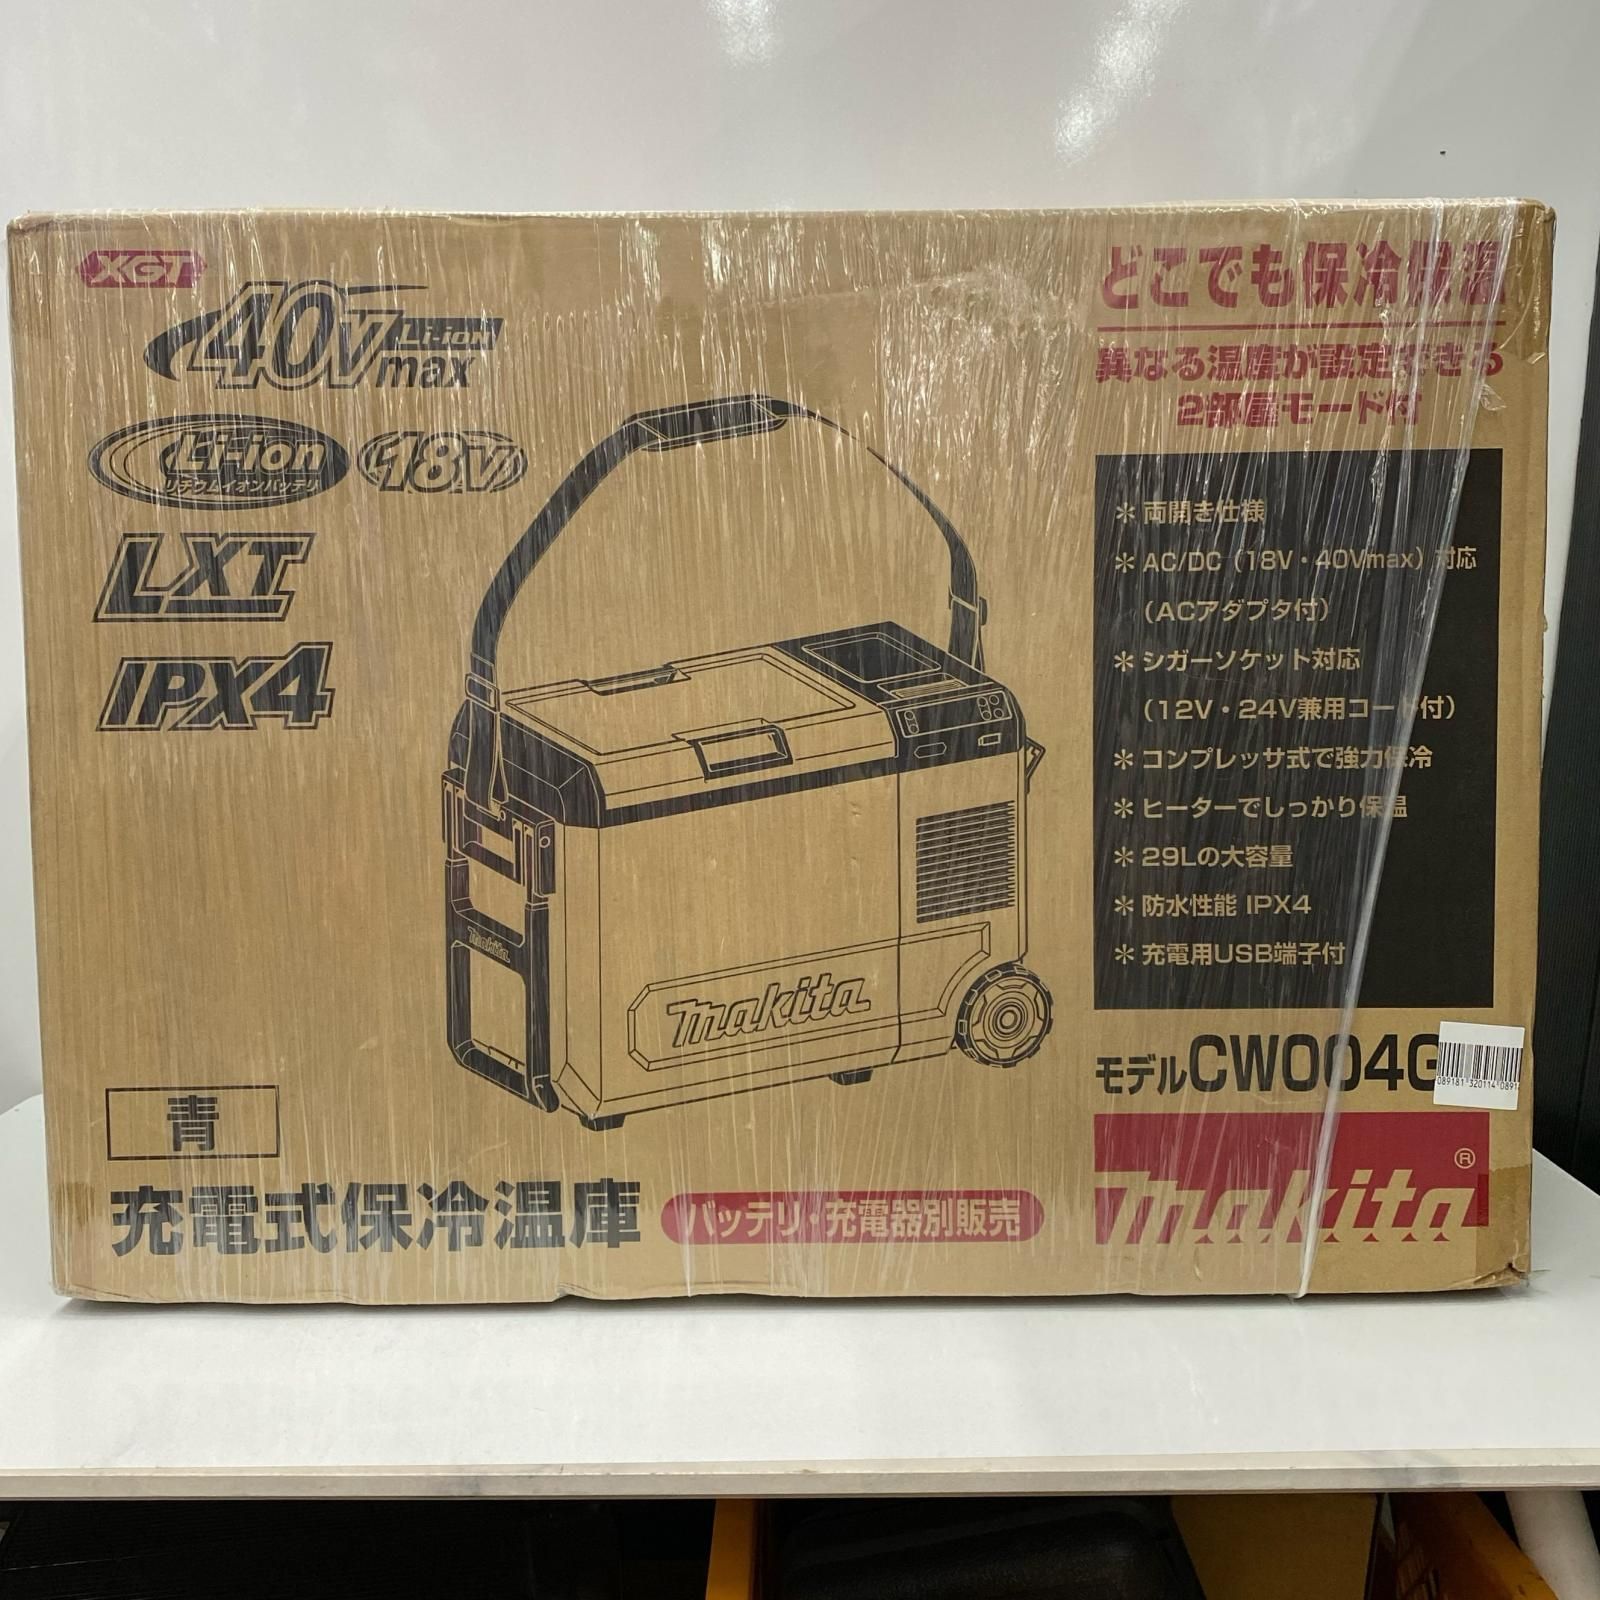 XGT
40Vmax Li-ion
Li-ion 18V
リチウムイオンバッテリ
LXT
IPX4
どこでも保冷保温
異なる温度が設定できる
2部屋モード付
＊両開き仕様
＊AC/DC（18V・40Vmax）対応
（ACアダプタ付）
＊シガーソケット対応
（12V・24V兼用コード付）
＊コンプレッサ式で強力保冷
＊ヒーターでしっかり保温
＊29Lの大容量
＊防水性能 IPX4
＊充電用USB端子付
makita
makita
モデルCW004G
青
充電式保冷温庫
バッテリ・充電器別販売
makita®